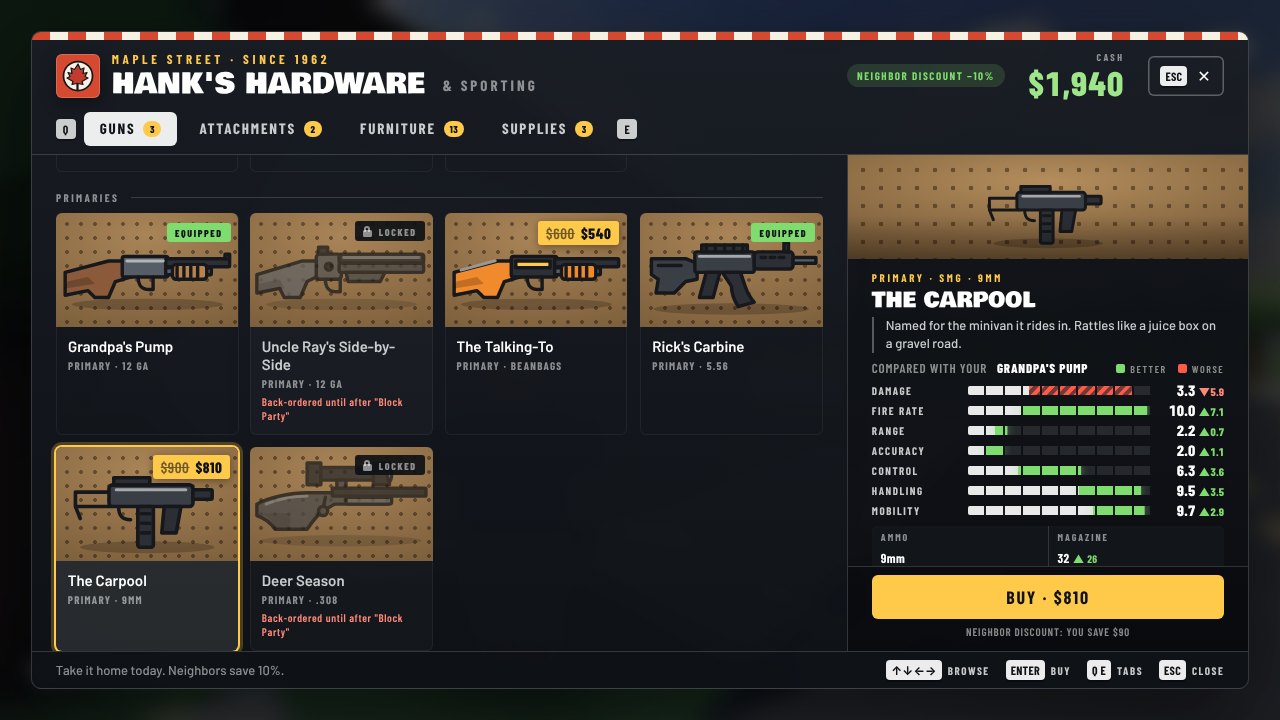 MAPLE STREET · SINCE 1962
HANK'S HARDWARE & SPORTING
NEIGHBOR DISCOUNT −10%
CASH
$1,940
ESC ✕
Q GUNS 3 ATTACHMENTS 2 FURNITURE 13 SUPPLIES 3 E
PRIMARIES
EQUIPPED
Grandpa's Pump
PRIMARY · 12 GA
LOCKED
Uncle Ray's Side-by-
Side
PRIMARY · 12 GA
Back-ordered until after "Block
Party"
$600 $540
The Talking-To
PRIMARY · BEANBAGS
EQUIPPED
Rick's Carbine
PRIMARY · 5.56
$900 $810
The Carpool
PRIMARY · 9MM
LOCKED
Deer Season
PRIMARY · .308
Back-ordered until after "Block
Party"
PRIMARY · SMG · 9MM
THE CARPOOL
Named for the minivan it rides in. Rattles like a juice box on
a gravel road.
COMPARED WITH YOUR GRANDPA'S PUMP BETTER WORSE
DAMAGE 3.3 ▼5.9
FIRE RATE 10.0 ▲7.1
RANGE 2.2 ▲0.7
ACCURACY 2.0 ▲1.1
CONTROL 6.3 ▲3.6
HANDLING 9.5 ▲3.5
MOBILITY 9.7 ▲2.9
AMMO
9mm
MAGAZINE
32 ▲ 26
BUY · $810
NEIGHBOR DISCOUNT: YOU SAVE $90
Take it home today. Neighbors save 10%.
↑↓←→ BROWSE ENTER BUY Q E TABS ESC CLOSE